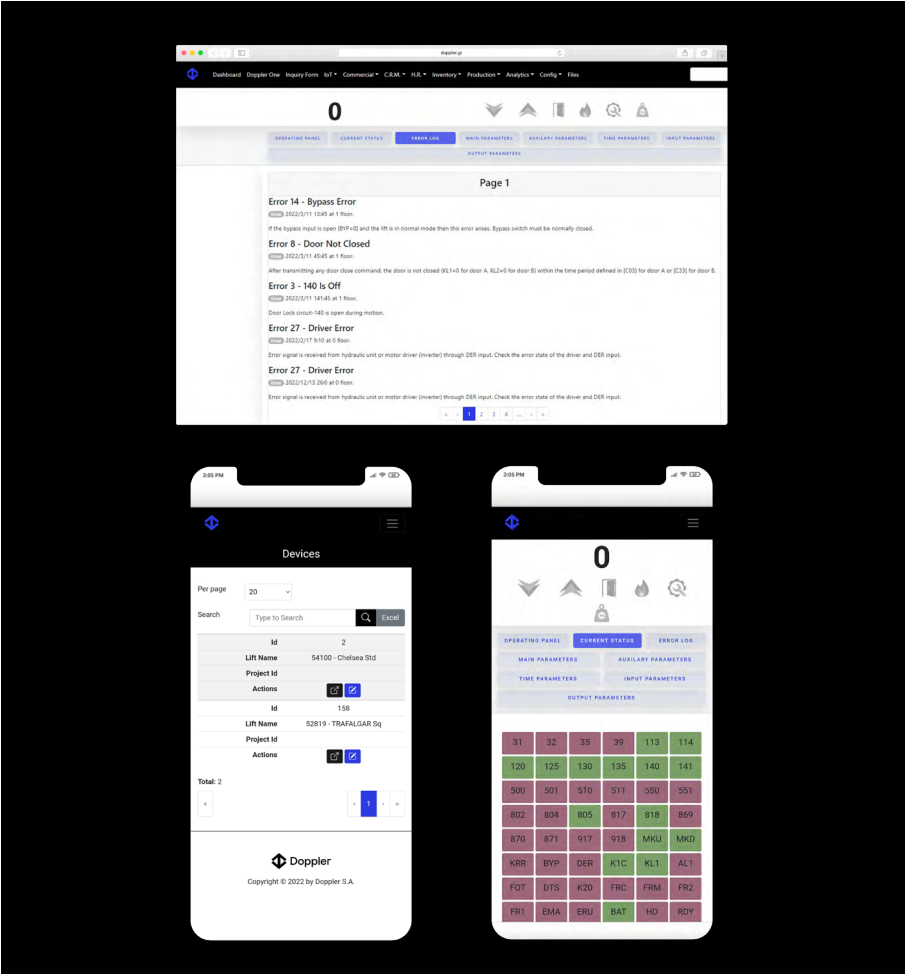 doppler.gr
Dashboard Doppler One Inquiry Form IoT Commercial C.R.M. H.R. Inventory Production Analytics Config Files
0
OPERATING PANEL CURRENT STATUS ERROR LOG MAIN PARAMETERS AUXILARY PARAMETERS TIME PARAMETERS INPUT PARAMETERS
OUTPUT PARAMETERS
Page 1
Error 14 - Bypass Error
2022/3/11 13:45 at 1 floor.
If the bypass input is open (BYP=0) and the lift is in normal mode then this error arises. Bypass switch must be normally closed.
Error 8 - Door Not Closed
2022/3/11 45:45 at 1 floor.
After transmitting any door close command, the door is not closed (KL1=0 for door A, KL2=0 for door B) within the time period defined in [C03] for door A or [C33] for door B.
Error 3 - 140 Is Off
2022/3/11 141:45 at 1 floor.
Door Lock circuit-140 is open during motion.
Error 27 - Driver Error
2022/2/17 9:10 at 0 floor.
Error signal is received from hydraulic unit or motor driver (inverter) through DER input. Check the error state of the driver and DER input.
Error 27 - Driver Error
2022/12/13 26:0 at 0 floor.
Error signal is received from hydraulic unit or motor driver (inverter) through DER input. Check the error state of the driver and DER input.
« ‹ 1 2 3 4 ... › »
3:05 PM
Devices
Per page 20
Search Type to Search Excel
Id 2
Lift Name 54100 - Chelsea Std
Project Id
Actions
Id 158
Lift Name 52819 - TRAFALGAR Sq
Project Id
Actions
Total: 2
« ‹ 1 › »
Doppler
Copyright © 2022 by Doppler S.A.
3:05 PM
0
OPERATING PANEL CURRENT STATUS ERROR LOG
MAIN PARAMETERS AUXILARY PARAMETERS
TIME PARAMETERS INPUT PARAMETERS
OUTPUT PARAMETERS
31 32 35 39 113 114
120 125 130 135 140 141
500 501 510 511 550 551
802 804 805 817 818 869
870 871 917 918 MKU MKD
KRR BYP DER K1C KL1 AL1
FOT DTS K20 FRC FRM FR2
FR1 EMA ERU BAT HD RDY